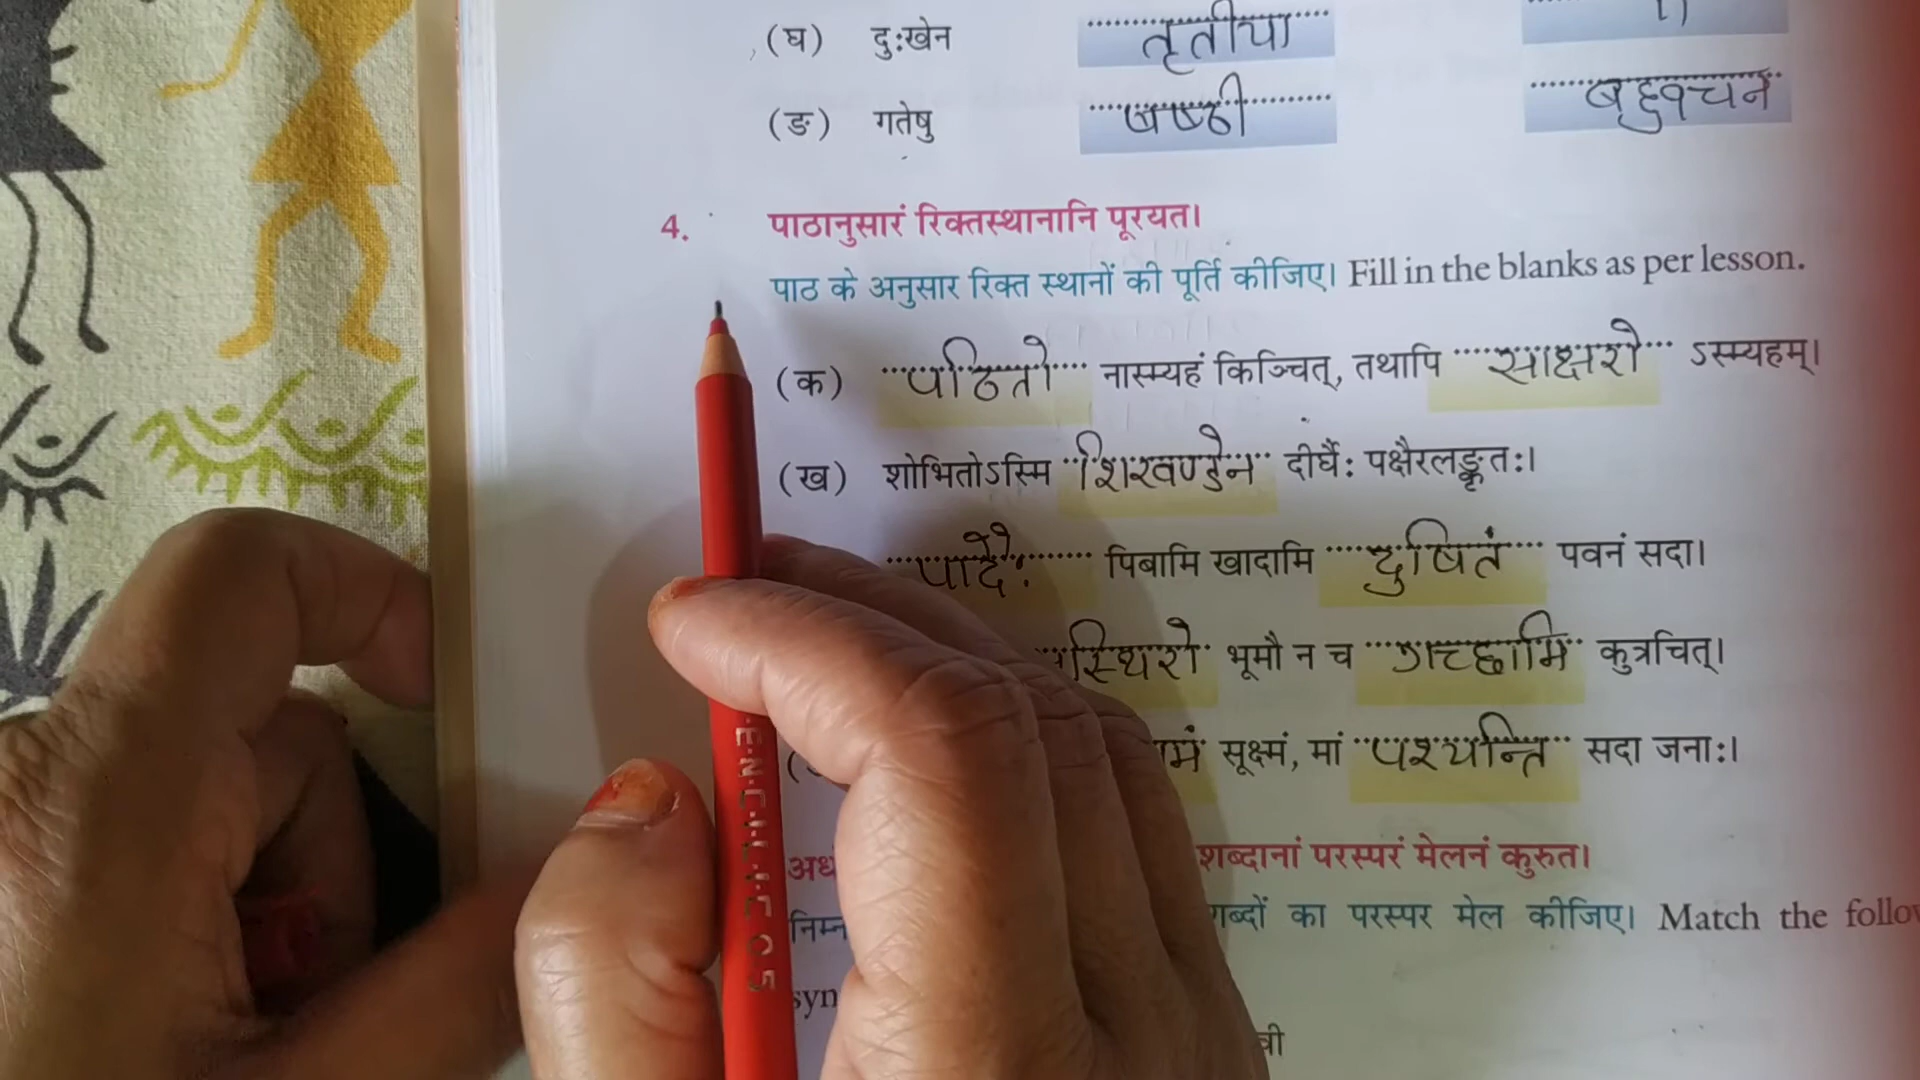 (घ) दुःखेन तृतीया
(ङ) गतेषु षष्ठी बहुवचन
4. पाठानुसारं रिक्तस्थानानि पूरयत।
पाठ के अनुसार रिक्त स्थानों की पूर्ति कीजिए। Fill in the blanks as per lesson.
(क) पठितो नास्म्यहं किञ्चित्, तथापि साक्षरो ऽस्म्यहम्।
(ख) शोभितोऽस्मि शिखण्डेन दीर्घैः पक्षैरलङ्कृतः।
पादैः पिबामि खादामि दुषितं पवनं सदा।
स्थिरो भूमौ न च गच्छामि कुत्रचित्।
सूक्ष्मं, मां पश्यन्ति सदा जनाः।
शब्दानां परस्परं मेलनं कुरुत।
का परस्पर मेल कीजिए। Match the